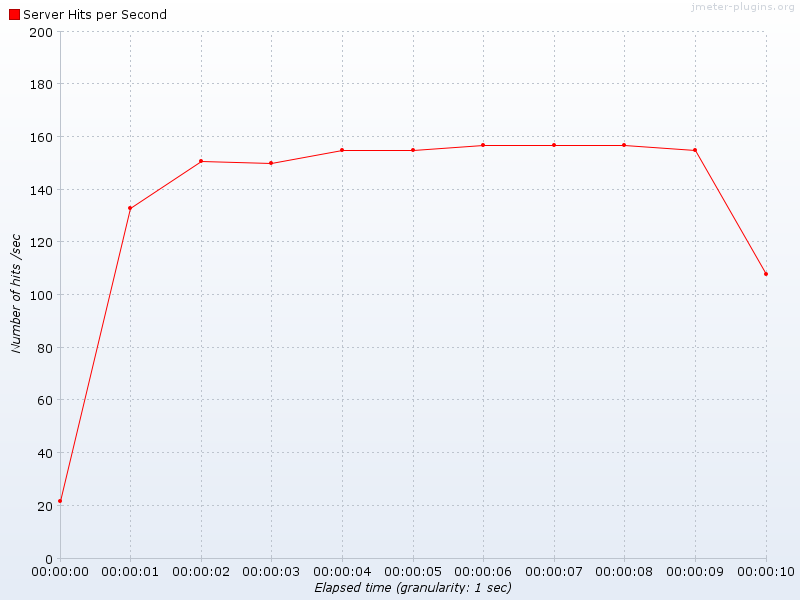 jmeter-plugins.org
Server Hits per Second
200
180
160
140
120
100
80
60
40
20
0
Number of hits /sec
00:00:00 00:00:01 00:00:02 00:00:03 00:00:04 00:00:05 00:00:06 00:00:07 00:00:08 00:00:09 00:00:10
Elapsed time (granularity: 1 sec)